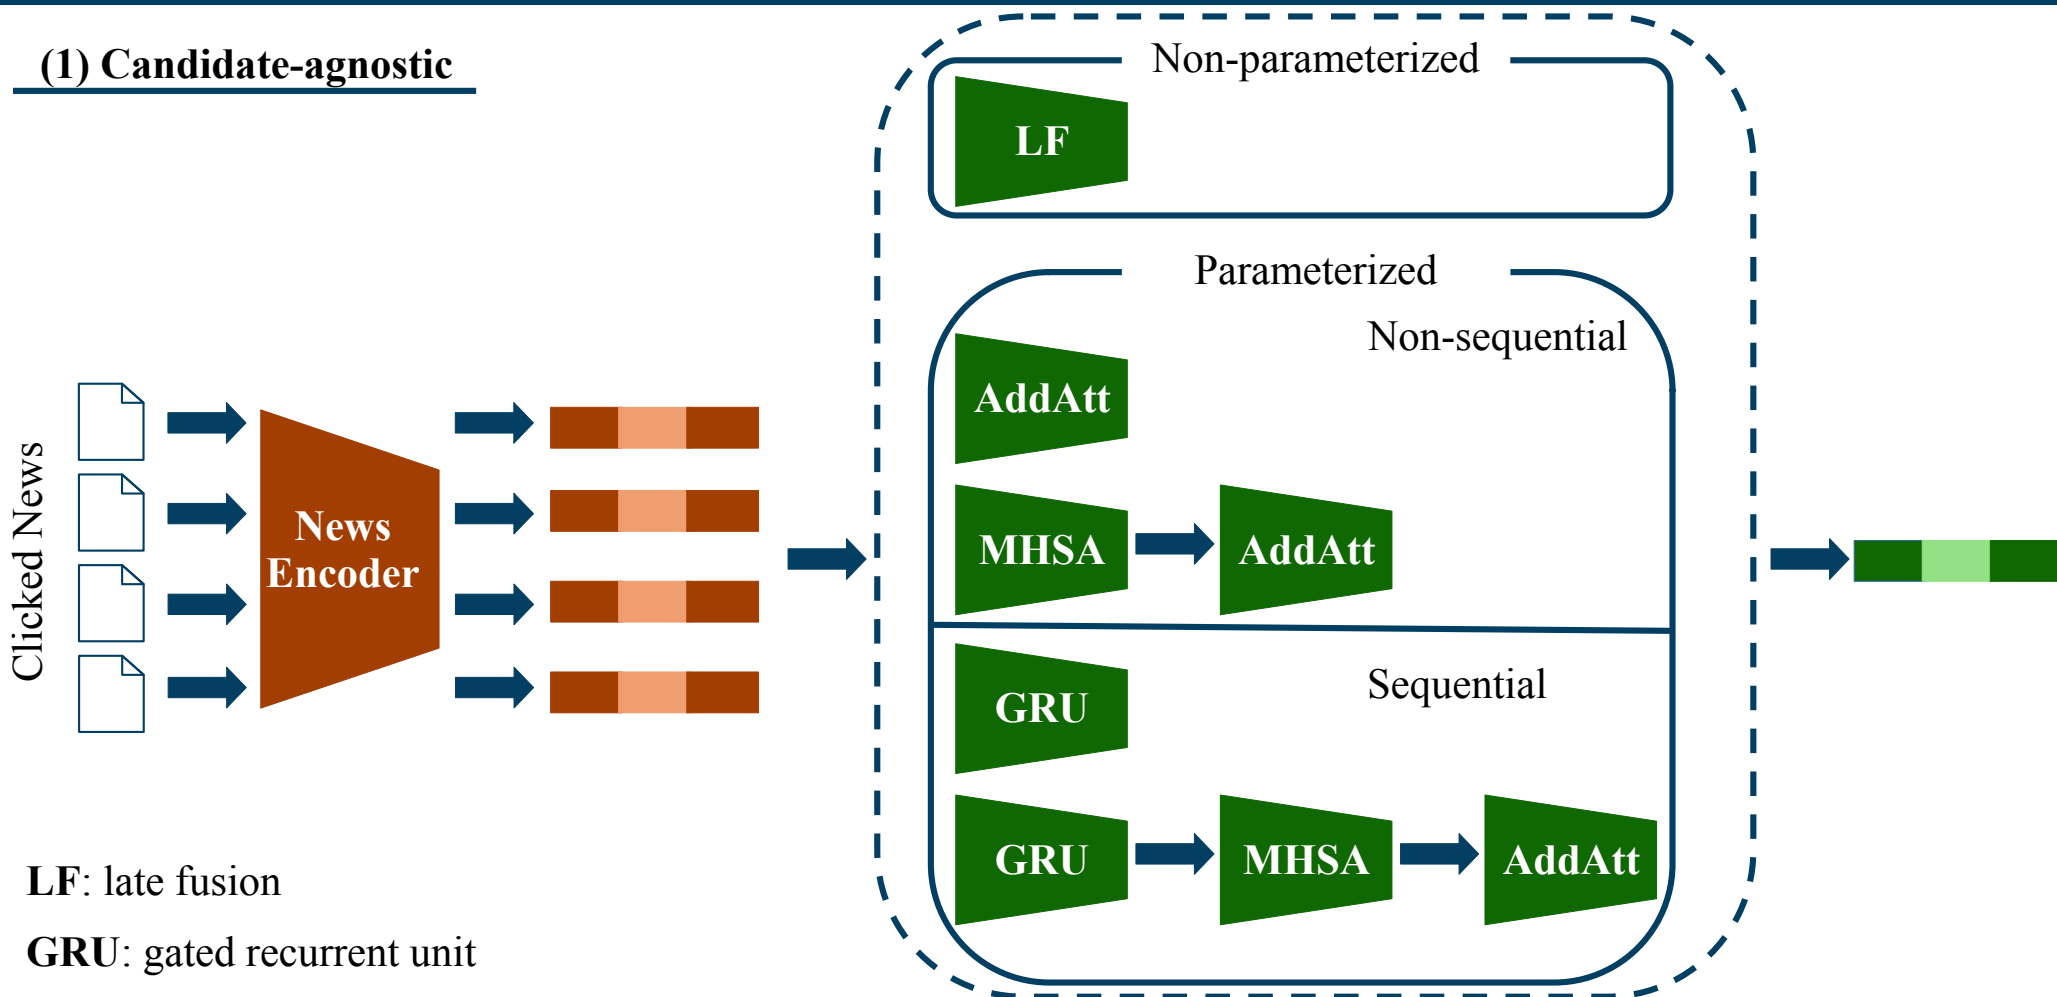 (1) Candidate-agnostic
Clicked News
News
Encoder
Non-parameterized
LF
Parameterized
Non-sequential
AddAtt
MHSA
AddAtt
Sequential
GRU
GRU
MHSA
AddAtt
LF: late fusion
GRU: gated recurrent unit